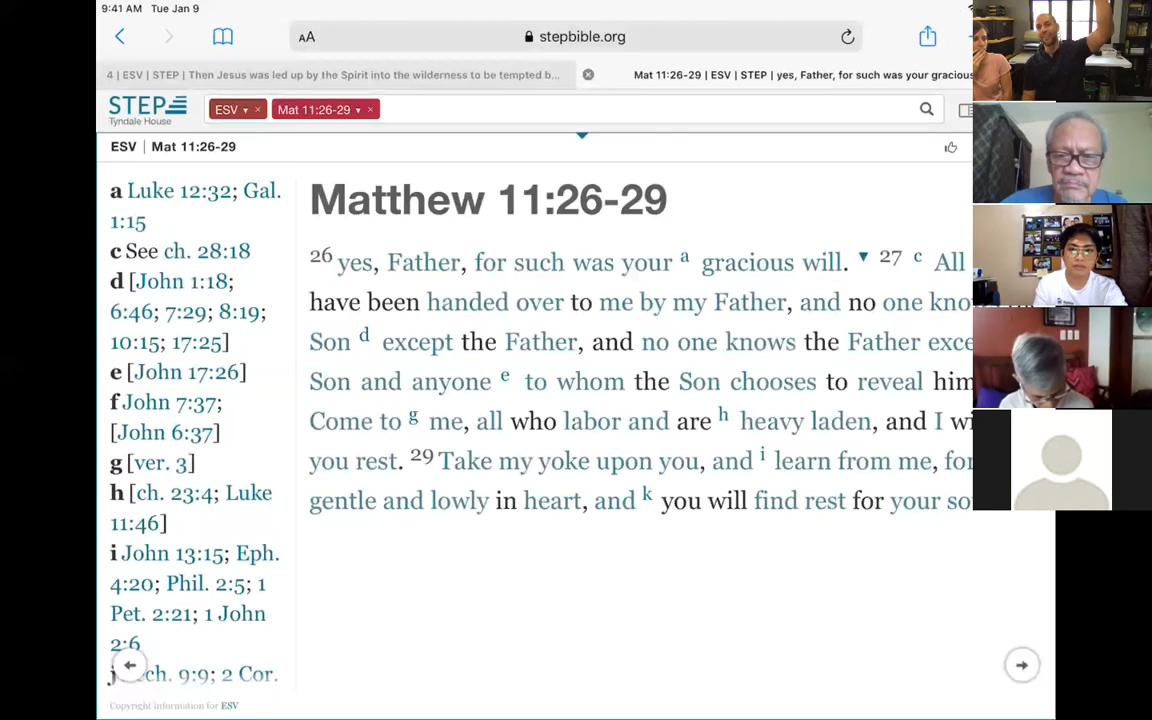 9:41 AM Tue Jan 9
AA
stepbible.org
4 | ESV | STEP | Then Jesus was led up by the Spirit into the wilderness to be tempted b...
Mat 11:26-29 | ESV | STEP | yes, Father, for such was your gracious
STEP
Tyndale House
ESV ▾ ×
Mat 11:26-29 ▾ ×
ESV | Mat 11:26-29
a Luke 12:32; Gal.
1:15
c See ch. 28:18
d [John 1:18;
6:46; 7:29; 8:19;
10:15; 17:25]
e [John 17:26]
f John 7:37;
[John 6:37]
g [ver. 3]
h [ch. 23:4; Luke
11:46]
i John 13:15; Eph.
4:20; Phil. 2:5; 1
Pet. 2:21; 1 John
2:6
ch. 9:9; 2 Cor.
Copyright information for ESV
Matthew 11:26-29
26 yes, Father, for such was your a gracious will. ▾ 27 c All
have been handed over to me by my Father, and no one kno
Son d except the Father, and no one knows the Father exce
Son and anyone e to whom the Son chooses to reveal him
Come to g me, all who labor and are h heavy laden, and I wi
you rest. 29 Take my yoke upon you, and i learn from me, for
gentle and lowly in heart, and k you will find rest for your so